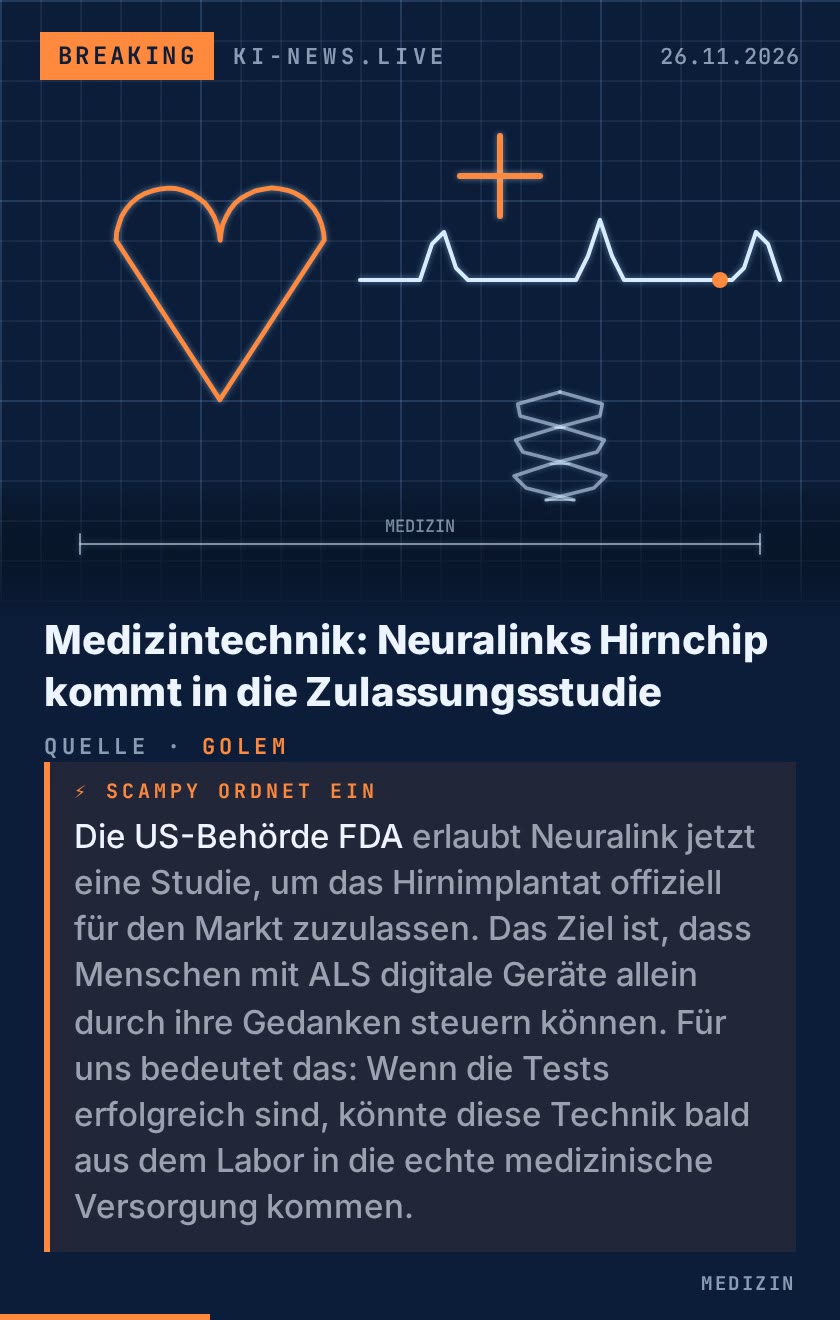 BREAKING KI-NEWS.LIVE 26.11.2026
MEDIZIN
Medizintechnik: Neuralinks Hirnchip
kommt in die Zulassungsstudie
QUELLE · GOLEM
⚡ SCAMPY ORDNET EIN
Die US-Behörde FDA erlaubt Neuralink jetzt
eine Studie, um das Hirnimplantat offiziell
für den Markt zuzulassen. Das Ziel ist, dass
Menschen mit ALS digitale Geräte allein
durch ihre Gedanken steuern können. Für
uns bedeutet das: Wenn die Tests
erfolgreich sind, könnte diese Technik bald
aus dem Labor in die echte medizinische
Versorgung kommen.
MEDIZIN